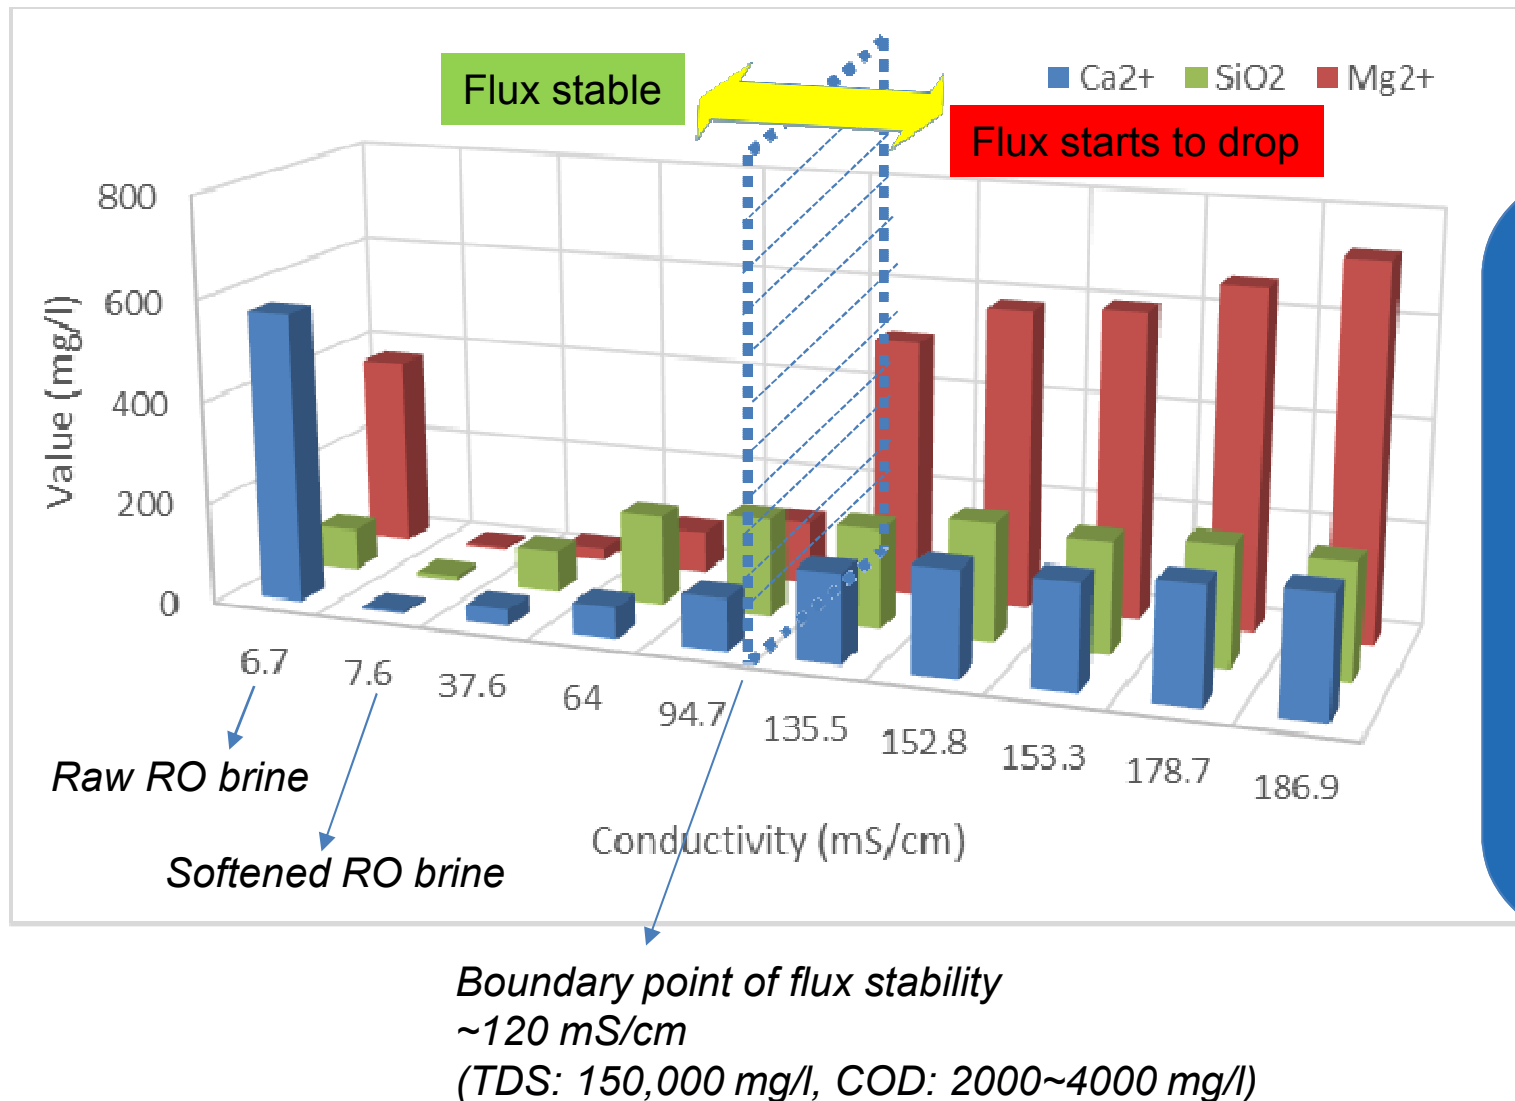 Flux stable
Ca2+ SiO2 Mg2+
Flux starts to drop
800
600
400
200
0
Value (mg/l)
6.7
7.6
37.6
64
94.7
135.5
152.8
153.3
178.7
186.9
Raw RO brine
Conductivity (mS/cm)
Softened RO brine
Boundary point of flux stability
~120 mS/cm
(TDS: 150,000 mg/l, COD: 2000~4000 mg/l)